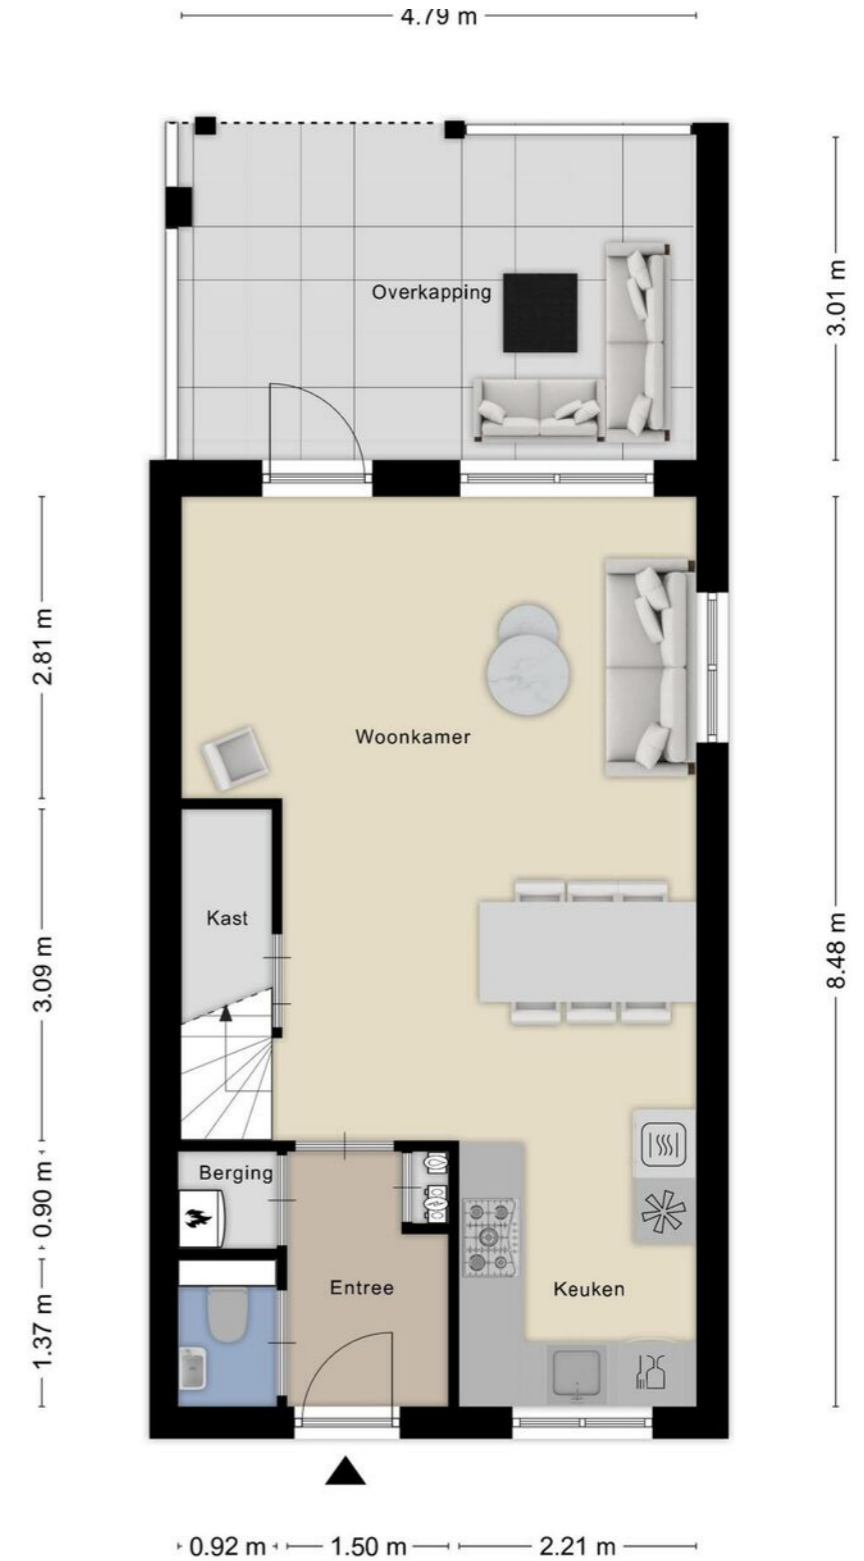 4.79 m
Overkapping
3.01 m
2.81 m
Woonkamer
Kast
3.09 m
8.48 m
Berging
0.90 m
Entree
Keuken
1.37 m
0.92 m
1.50 m
2.21 m